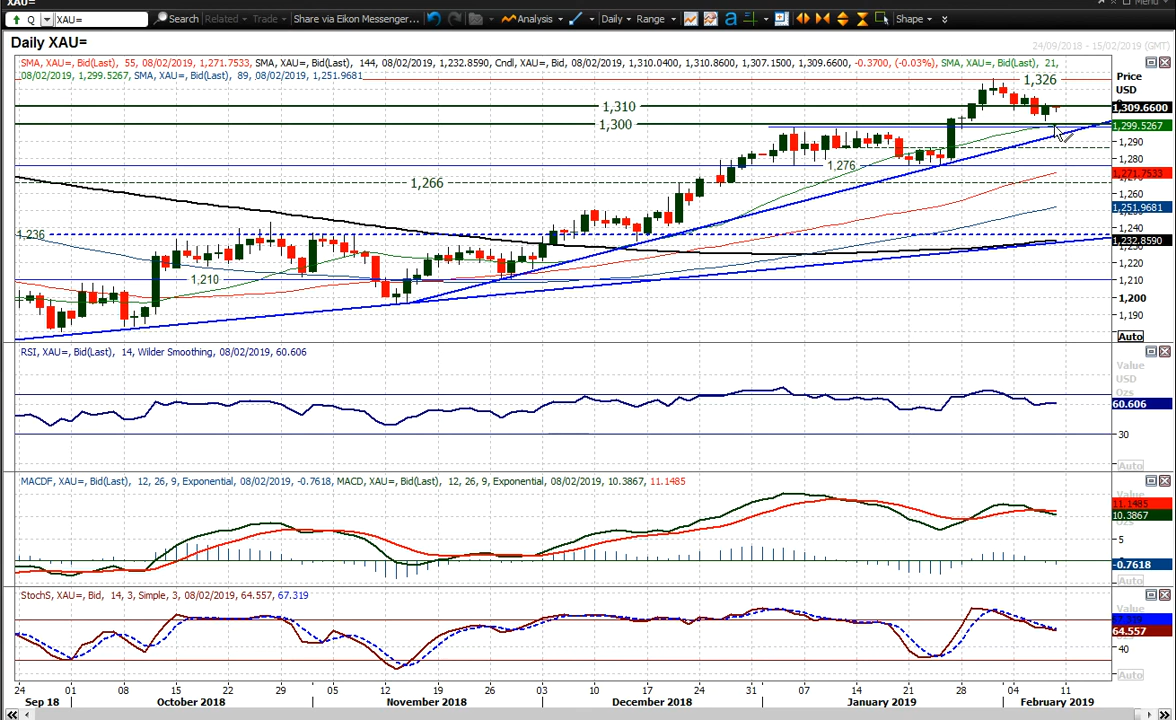 XAU=
Menu
Q XAU= Search Related Trade Share via Eikon Messenger... Analysis Daily Range a Shape
Daily XAU=
24/09/2018 - 15/02/2019 (GMT)
SMA, XAU=, Bid(Last), 55, 08/02/2019, 1,271.7533, SMA, XAU=, Bid(Last), 144, 08/02/2019, 1,232.8590, Cndl, XAU=, Bid, 08/02/2019, 1,310.0400, 1,310.8600, 1,307.1500, 1,309.6600, -0.3700, (-0.03%), SMA, XAU=, Bid(Last), 21,
08/02/2019, 1,299.5267, SMA, XAU=, Bid(Last), 89, 08/02/2019, 1,251.9681
Price
USD
1,326
1,310
1,309.6600
1,300
1,299.5267
1,290
1,280
1,276
1,271.7533
1,266
1,260
1,251.9681
1,236
1,232.8590
1,220
1,210
1,210
1,200
1,190
Auto
RSI, XAU=, Bid(Last), 14, Wilder Smoothing, 08/02/2019, 60.606
Value
USD
Ozs
60.606
30
Auto
MACDF, XAU=, Bid(Last), 12, 26, 9, Exponential, 08/02/2019, -0.7618, MACD, XAU=, Bid(Last), 12, 26, 9, Exponential, 08/02/2019, 10.3867, 11.1485
Value
11.1485
10.3867
5
-0.7618
Auto
StochS, XAU=, Bid, 14, 3, Simple, 3, 08/02/2019, 64.557, 67.319
Value
67.319
64.557
40
Auto
24 01 08 15 22 29 05 12 19 26 03 10 17 24 31 07 14 21 28 04 11
Sep 18 October 2018 November 2018 December 2018 January 2019 February 2019